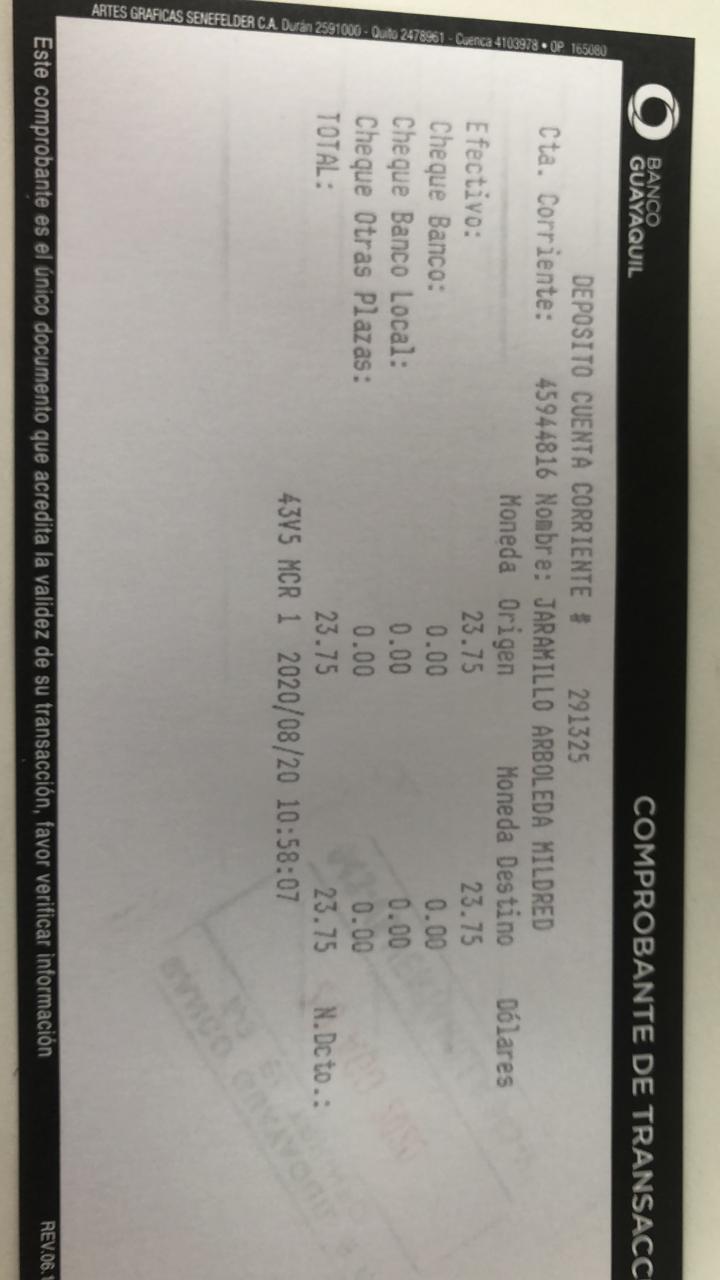 BANCO
GUAYAQUIL
COMPROBANTE DE TRANSACC
DEPOSITO CUENTA CORRIENTE # 291325
Cta. Corriente: 45944816 Nombre: JARAMILLO ARBOLEDA MILDRED
Moneda Origen Moneda Destino Dólares
Efectivo: 23.75 23.75
Cheque Banco: 0.00 0.00
Cheque Banco Local: 0.00 0.00
Cheque Otras Plazas: 0.00 0.00
TOTAL: 23.75 23.75 N.Dcto.:
43V5 MCR 1 2020/08/20 10:58:07
ARTES GRAFICAS SENEFELDER C.A. Durán 2591000 - Quito 2478961 - Cuenca 4103978 • OP. 165080
Este comprobante es el único documento que acredita la validez de su transacción, favor verificar información
REV.06.1